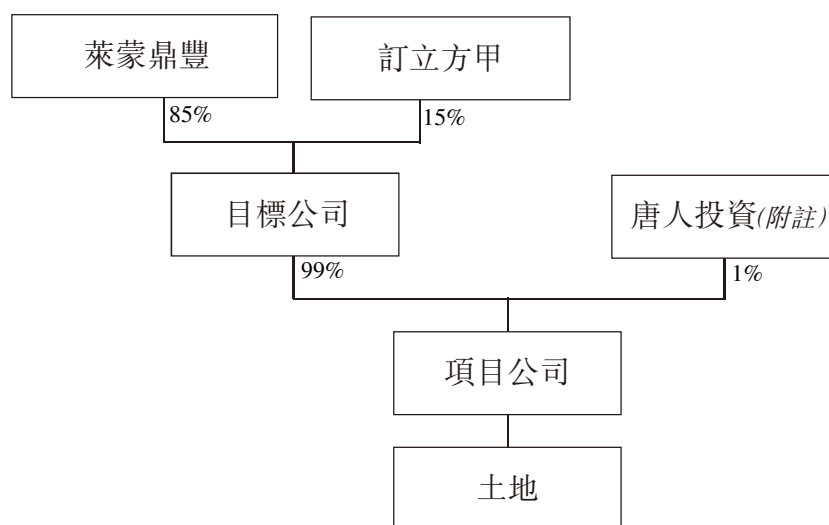 萊蒙鼎豐
訂立方甲
85%
15%
目標公司
唐人投資(附註)
99%
1%
項目公司
土地